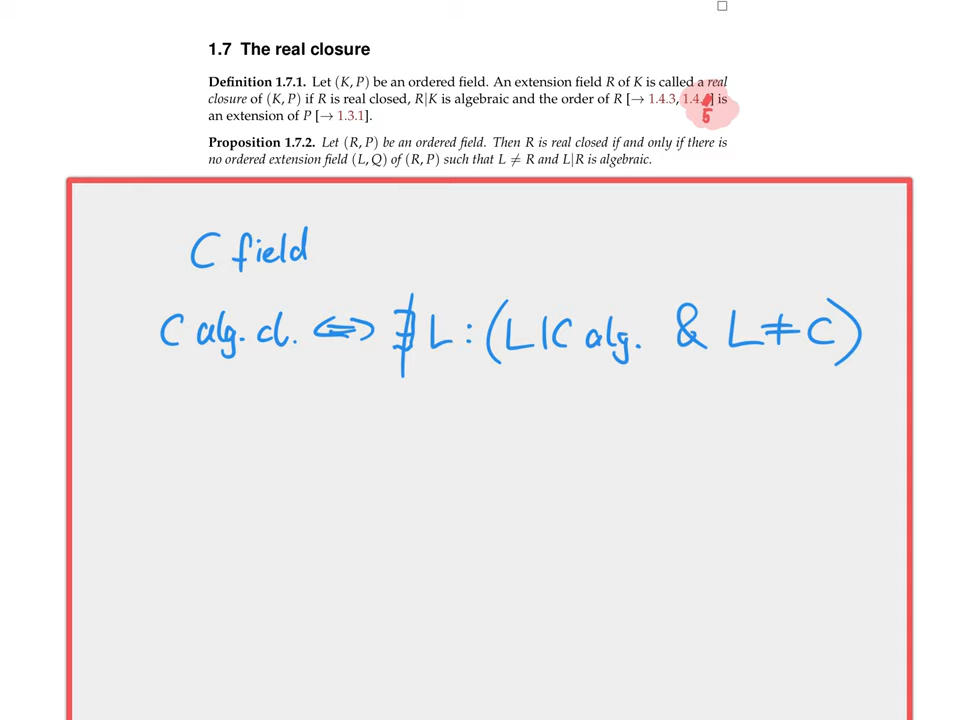 1.7 The real closure
Definition 1.7.1. Let (K, P) be an ordered field. An extension field R of K is called a real
closure of (K, P) if R is real closed, R|K is algebraic and the order of R [→ 1.4.3, 1.4.5] is
an extension of P [→ 1.3.1].
Proposition 1.7.2. Let (R, P) be an ordered field. Then R is real closed if and only if there is
no ordered extension field (L, Q) of (R, P) such that L ≠ R and L|R is algebraic.
C field
C alg. cl. ⇔ ∄ L : (L|C alg. & L ≠ C)